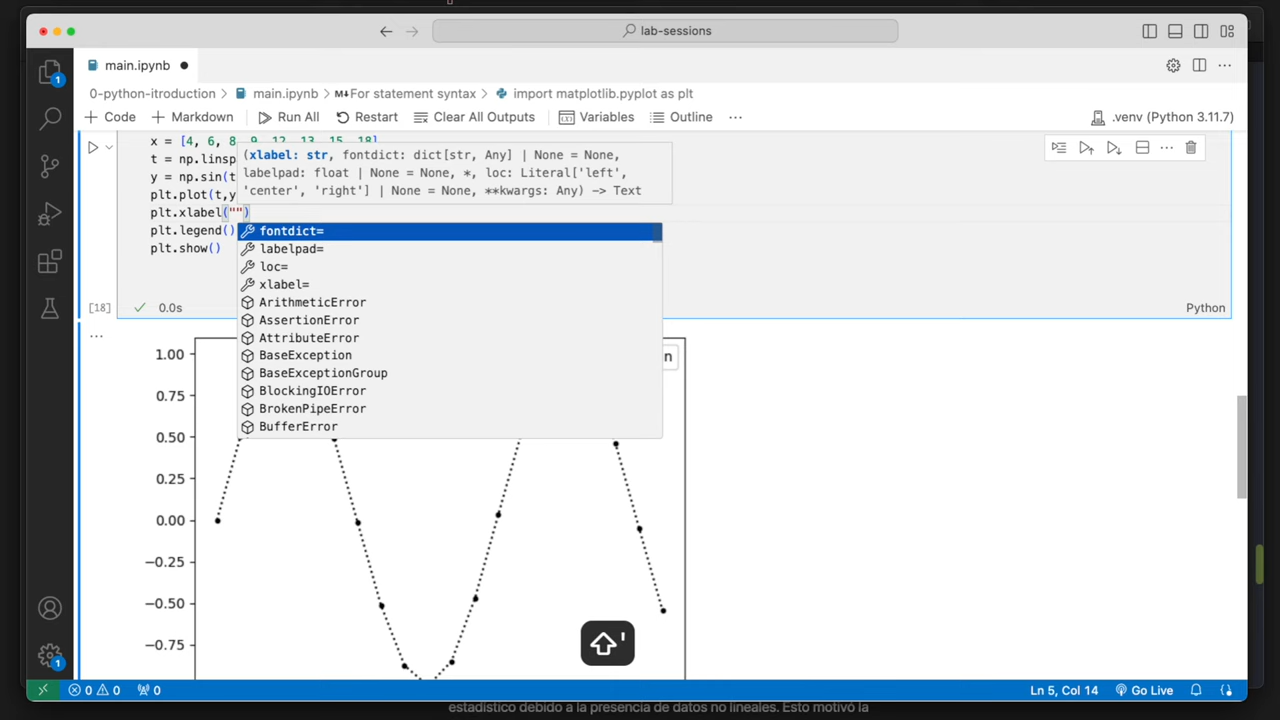 lab-sessions
main.ipynb
0-python-itroduction > main.ipynb > M↓For statement syntax > import matplotlib.pyplot as plt
Code Markdown Run All Restart Clear All Outputs Variables Outline ... .venv (Python 3.11.7)
x = [4, 6, 8, 9, 12, 13, 15, 18]
t = np.linsp
y = np.sin(t
plt.plot(t,y
plt.xlabel("")
plt.legend()
plt.show()
(xlabel: str, fontdict: dict[str, Any] | None = None,
labelpad: float | None = None, *, loc: Literal['left',
'center', 'right'] | None = None, **kwargs: Any) -> Text
fontdict=
labelpad=
loc=
xlabel=
ArithmeticError
AssertionError
AttributeError
BaseException
BaseExceptionGroup
BlockingIOError
BrokenPipeError
BufferError
[18] 0.0s Python
n
1.00
0.75
0.50
0.25
0.00
−0.25
−0.50
−0.75
⇧'
1
1
0 0 0 Ln 5, Col 14 Go Live
estadístico debido a la presencia de datos no lineales. Esto motivó la